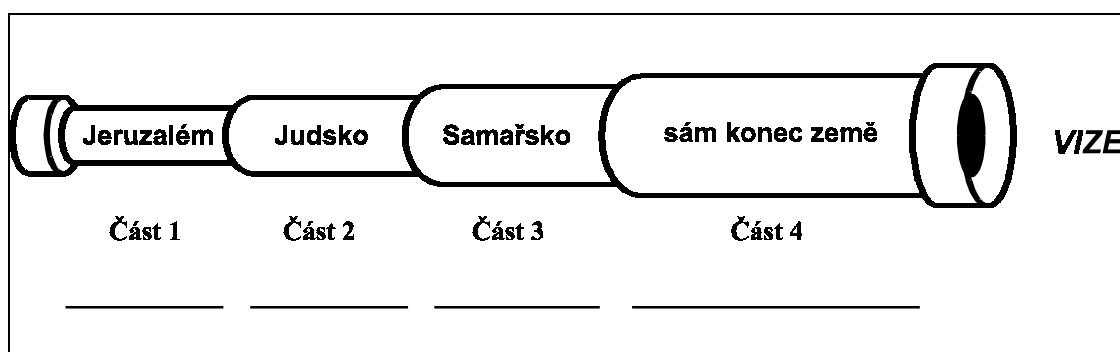 Jeruzalém Judsko Samařsko sám konec země VIZE
Část 1 Část 2 Část 3 Část 4